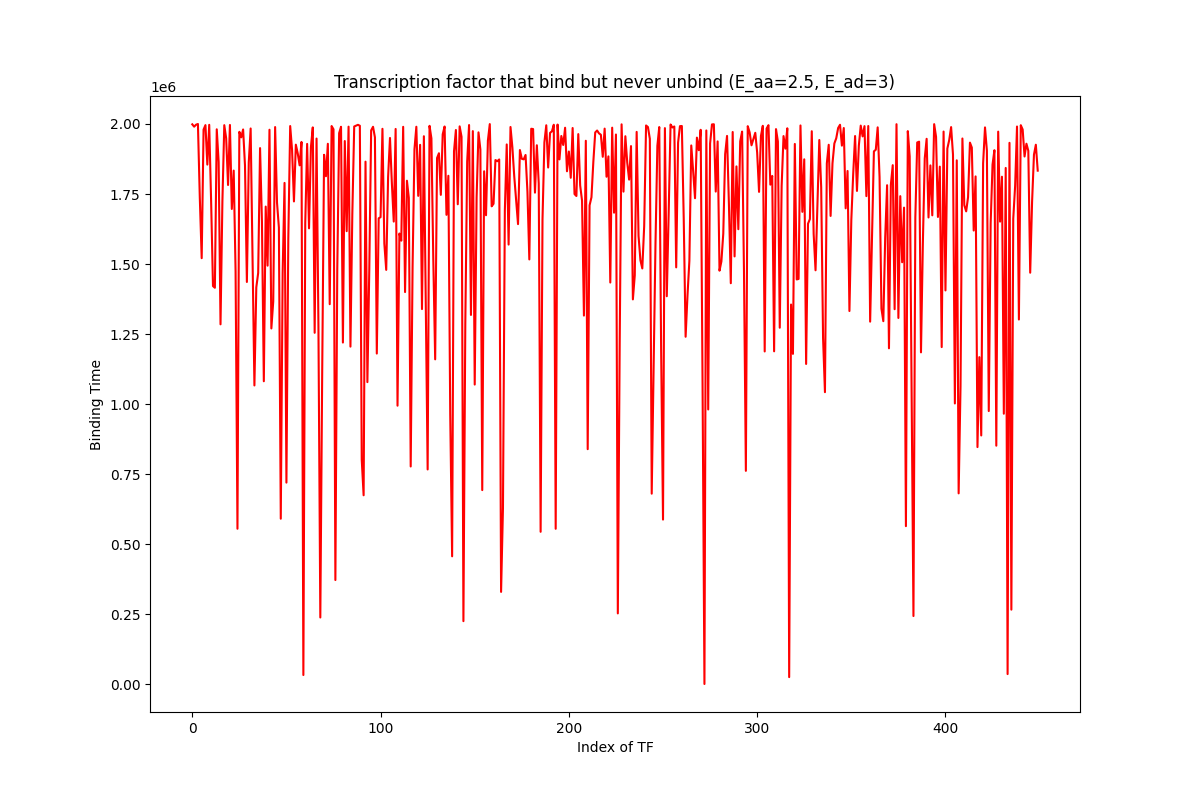 Transcription factor that bind but never unbind (E_aa=2.5, E_ad=3)
1e6
2.00
1.75
1.50
1.25
1.00
0.75
0.50
0.25
0.00
Binding Time
0 100 200 300 400
Index of TF